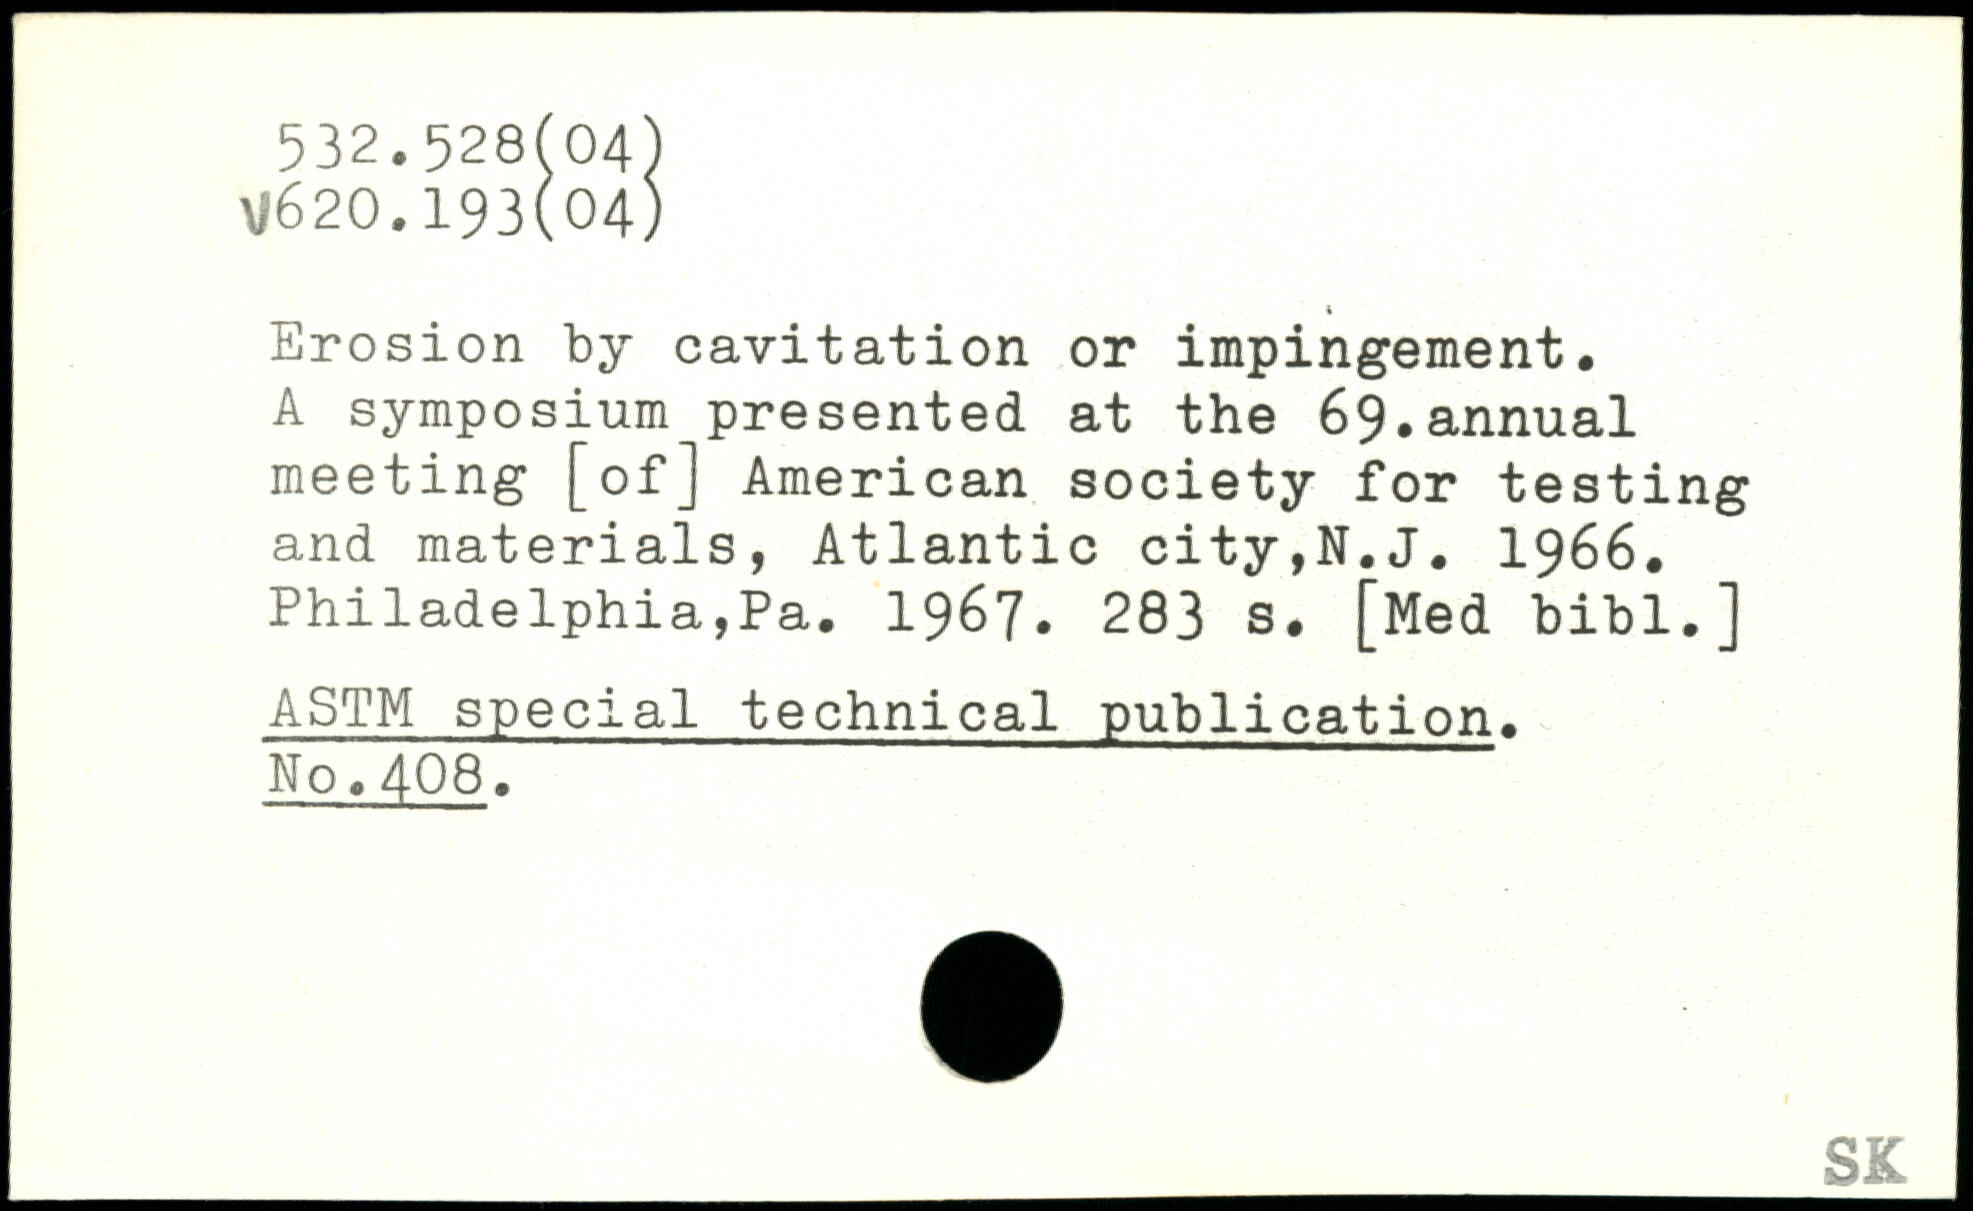 532.528(04)
v620.193(04)
Erosion by cavitation or impingement.
A symposium presented at the 69.annual
meeting [of] American society for testing
and materials, Atlantic city,N.J. 1966.
Philadelphia,Pa. 1967. 283 s. [Med bibl.]
ASTM special technical publication.
No.408.
SK